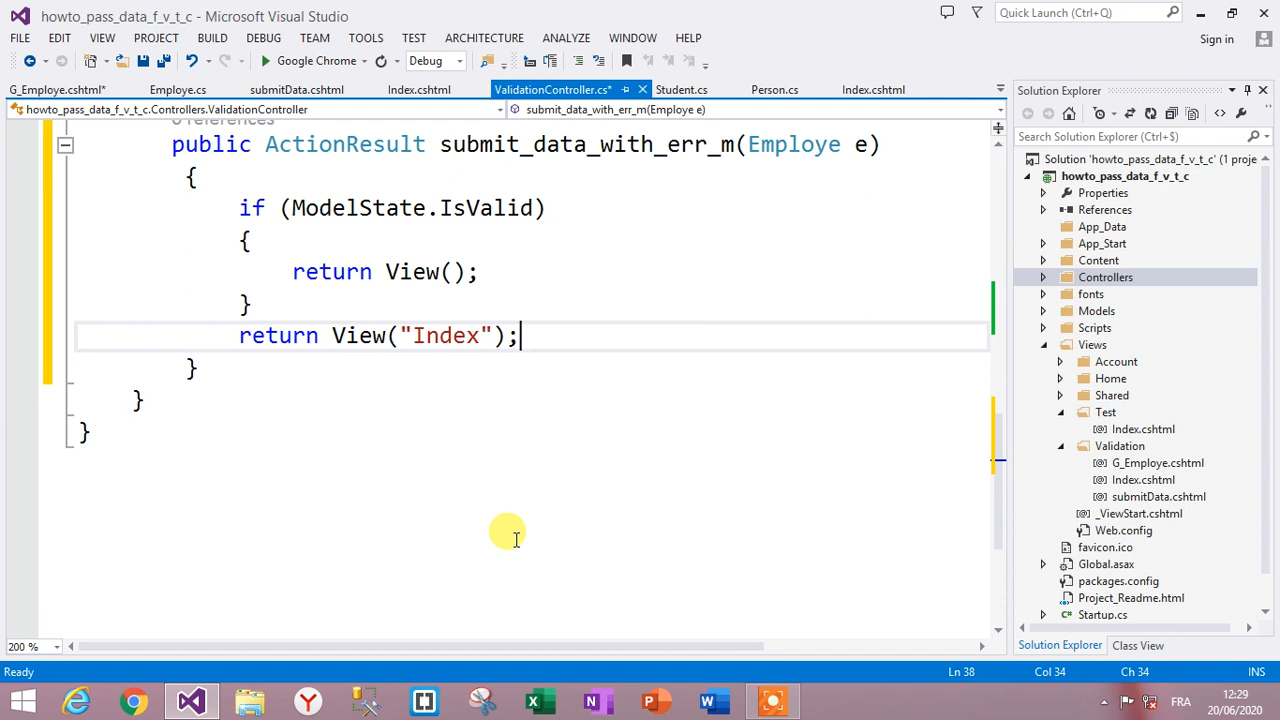 howto_pass_data_f_v_t_c - Microsoft Visual Studio
Quick Launch (Ctrl+Q)
FILE EDIT VIEW PROJECT BUILD DEBUG TEAM TOOLS TEST ARCHITECTURE ANALYZE WINDOW HELP
Sign in
Google Chrome
Debug
G_Employe.cshtml* Employe.cs submitData.cshtml Index.cshtml ValidationController.cs* Student.cs Person.cs Index.cshtml
howto_pass_data_f_v_t_c.Controllers.ValidationController
submit_data_with_err_m(Employe e)
0 references
public ActionResult submit_data_with_err_m(Employe e)
{
if (ModelState.IsValid)
{
return View();
}
return View("Index");
}
}
}
200 %
Solution Explorer
Search Solution Explorer (Ctrl+$)
Solution 'howto_pass_data_f_v_t_c' (1 proje
howto_pass_data_f_v_t_c
Properties
References
App_Data
App_Start
Content
Controllers
fonts
Models
Scripts
Views
Account
Home
Shared
Test
Index.cshtml
Validation
G_Employe.cshtml
Index.cshtml
submitData.cshtml
_ViewStart.cshtml
Web.config
favicon.ico
Global.asax
packages.config
Project_Readme.html
Startup.cs
Solution Explorer Class View
Ready
Ln 38 Col 34 Ch 34 INS
FRA
12:29
20/06/2020